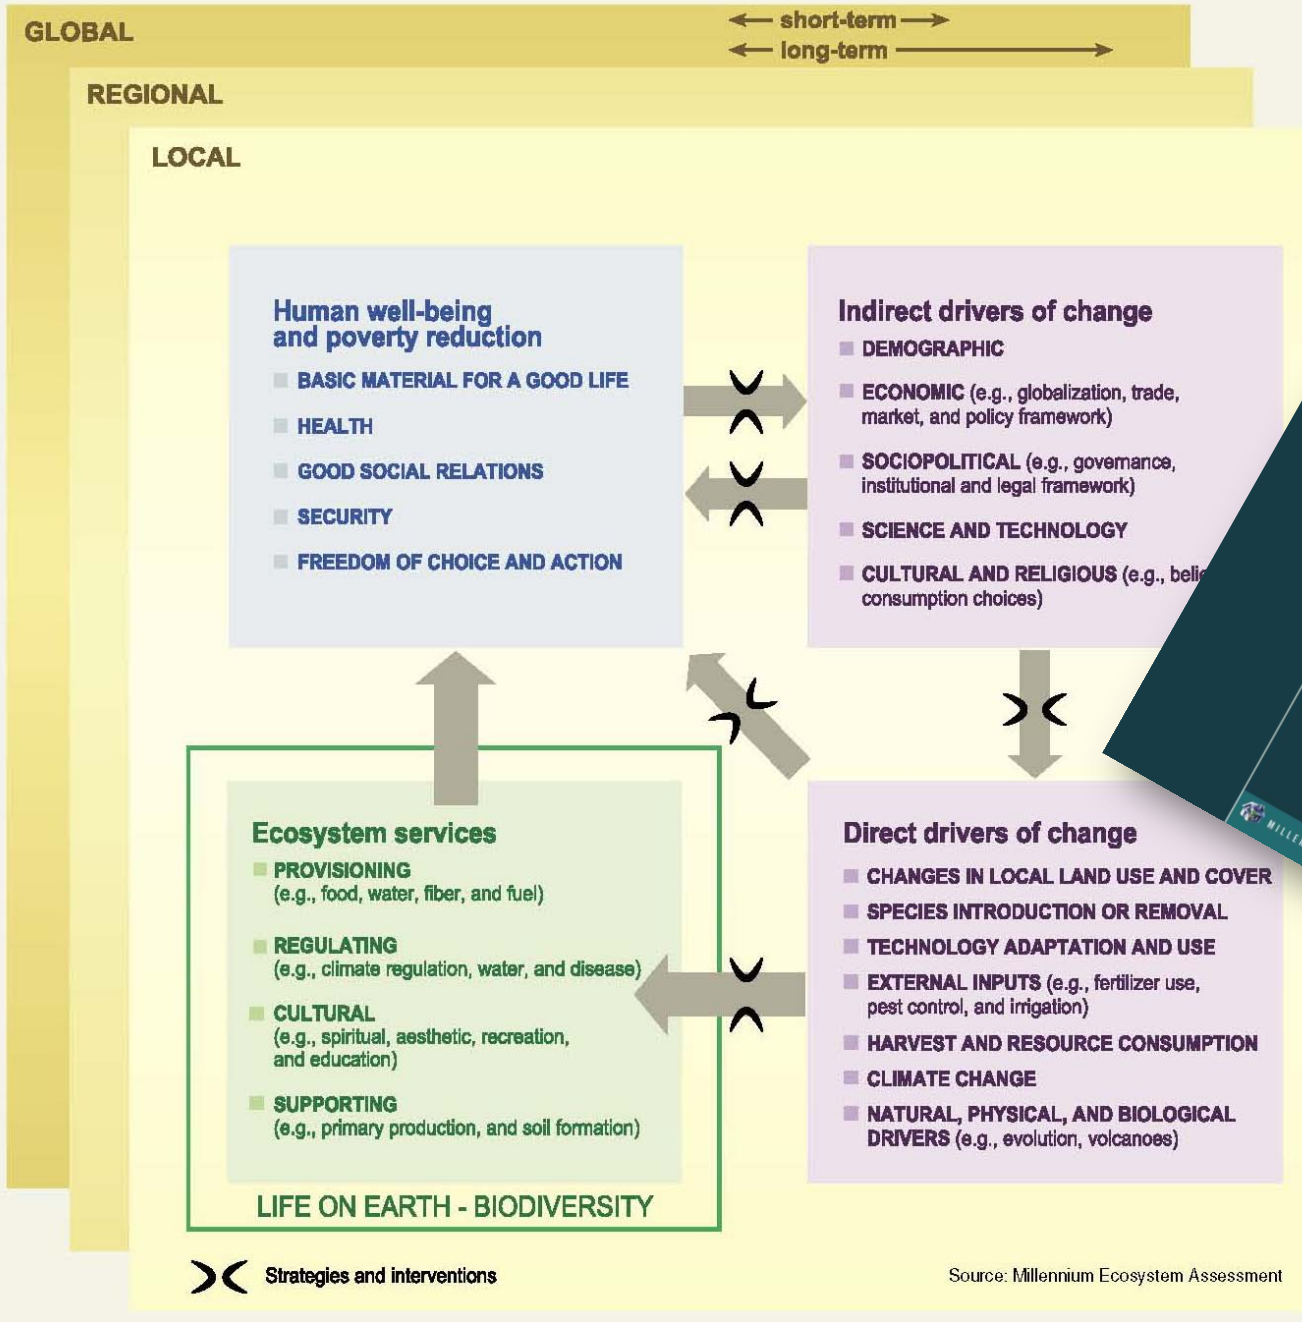 GLOBAL
short-term
long-term
REGIONAL
LOCAL
Human well-being
and poverty reduction
BASIC MATERIAL FOR A GOOD LIFE
HEALTH
GOOD SOCIAL RELATIONS
SECURITY
FREEDOM OF CHOICE AND ACTION
Indirect drivers of change
DEMOGRAPHIC
ECONOMIC (e.g., globalization, trade,
market, and policy framework)
SOCIOPOLITICAL (e.g., governance,
institutional and legal framework)
SCIENCE AND TECHNOLOGY
CULTURAL AND RELIGIOUS (e.g.,
consumption choices)
Ecosystem services
PROVISIONING
(e.g., food, water, fiber, and fuel)
REGULATING
(e.g., climate regulation, water, and disease)
CULTURAL
(e.g., spiritual, aesthetic, recreation,
and education)
SUPPORTING
(e.g., primary production, and soil formation)
LIFE ON EARTH - BIODIVERSITY
Direct drivers of change
CHANGES IN LOCAL LAND USE AND COVER
SPECIES INTRODUCTION OR REMOVAL
TECHNOLOGY ADAPTATION AND USE
EXTERNAL INPUTS (e.g., fertilizer use,
pest control, and irrigation)
HARVEST AND RESOURCE CONSUMPTION
CLIMATE CHANGE
NATURAL, PHYSICAL, AND BIOLOGICAL
DRIVERS (e.g., evolution, volcanoes)
Strategies and interventions
Source: Millennium Ecosystem Assessment